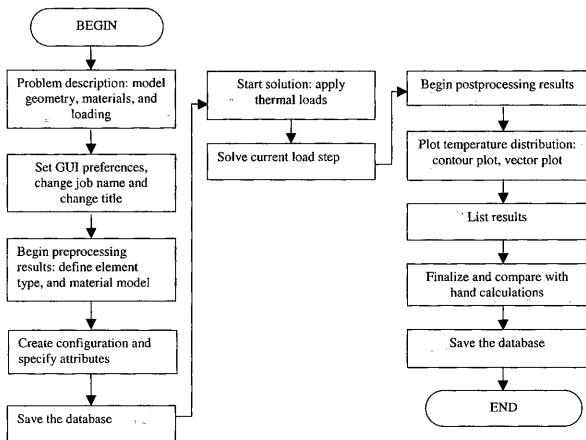 BEGIN
Problem description: model
geometry, materials, and
loading
Set GUI preferences,
change job name and
change title
Begin preprocessing
results: define element
type, and material model
Create configuration and
specify attributes
Save the database
Start solution: apply
thermal loads
Solve current load step
Begin postprocessing results
Plot temperature distribution:
contour plot, vector plot
List results
Finalize and compare with
hand calculations
Save the database
END